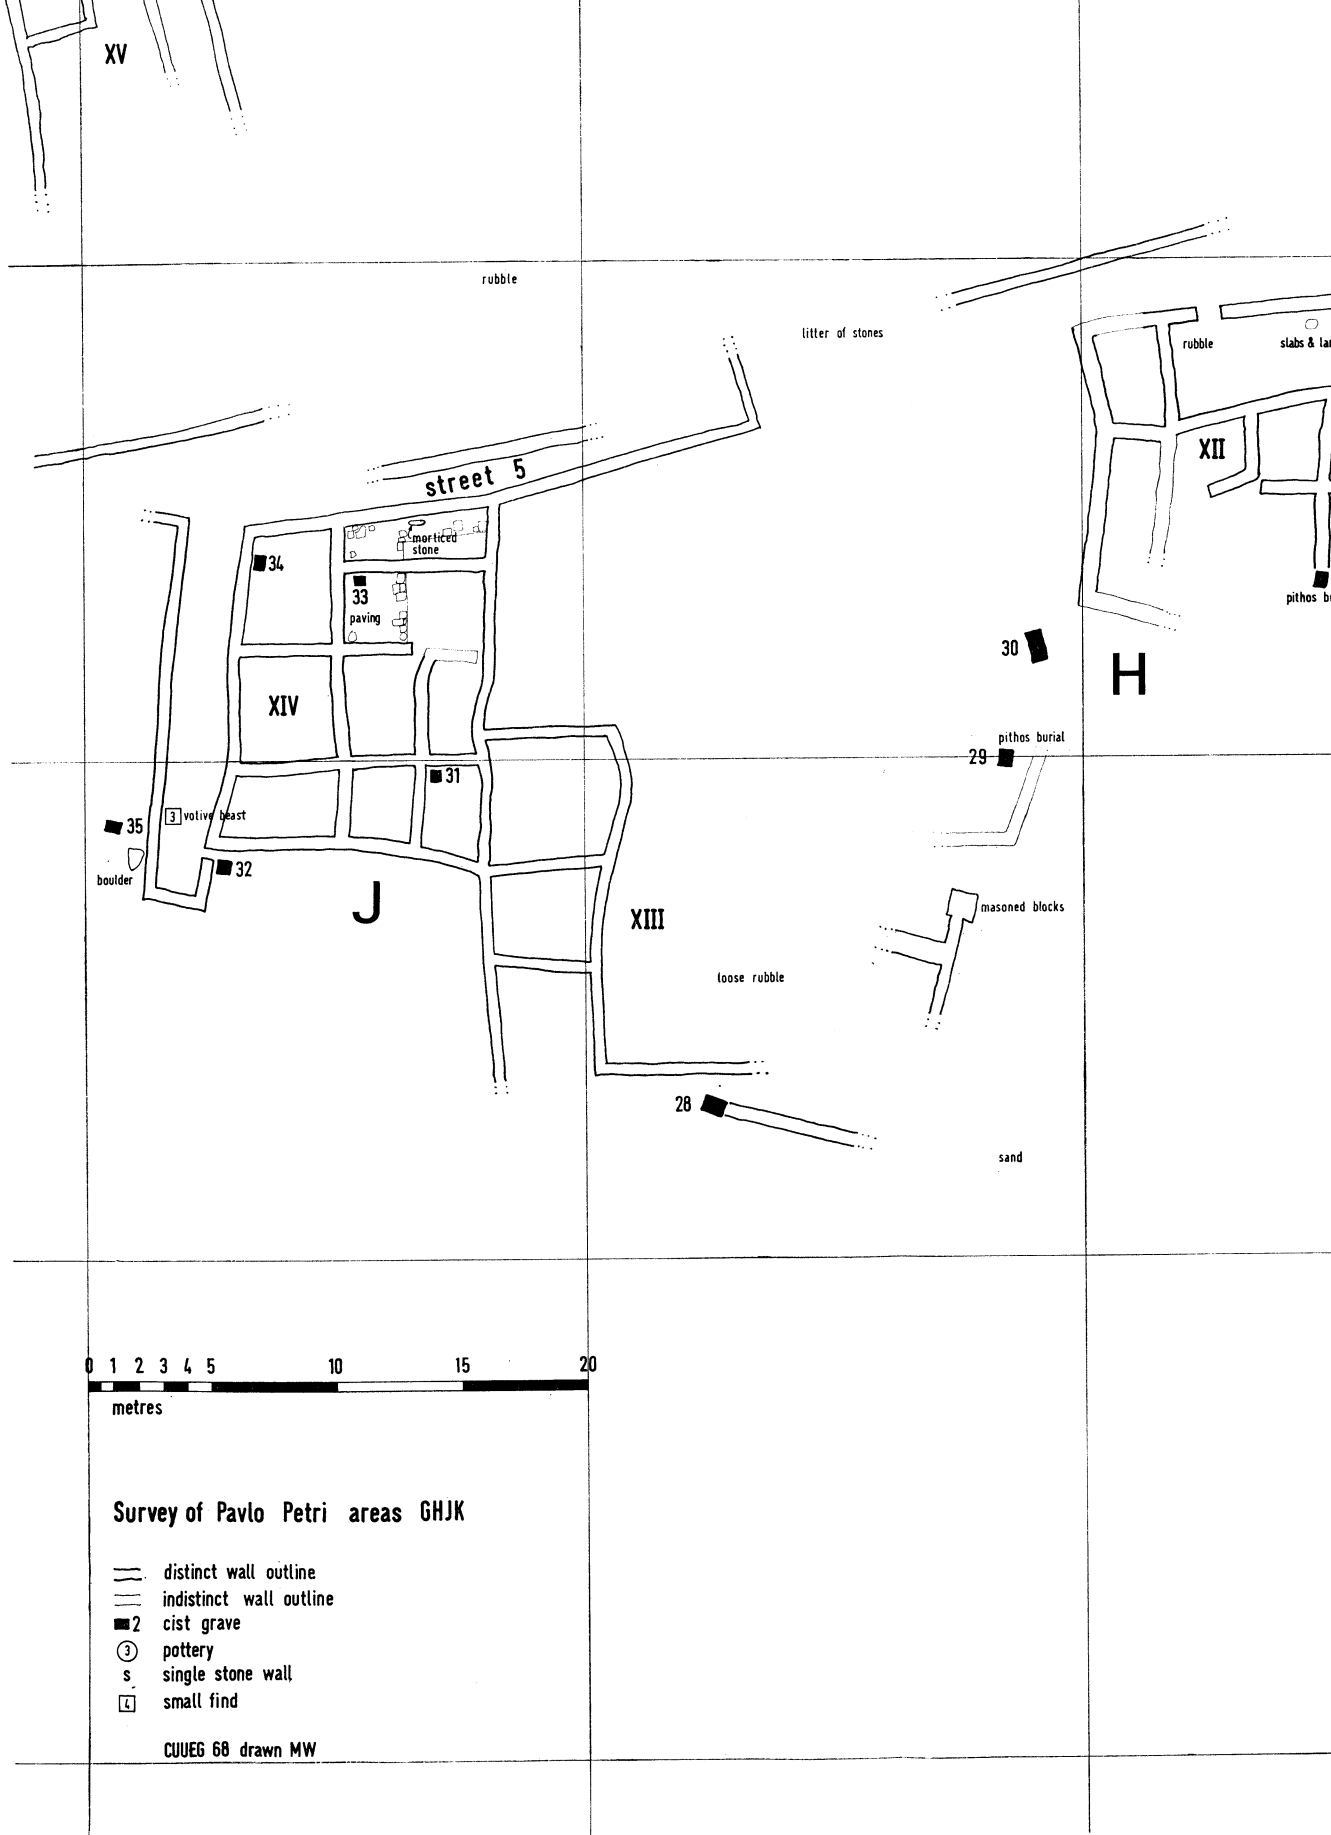 XV
rubble
litter of stones
rubble
slabs &
XII
street 5
morticed
stone
34
33
paving
pithos
30
H
XIV
pithos burial
29
31
3 votive beast
35
32
boulder
J
XIII
masoned blocks
loose rubble
28
sand
0 1 2 3 4 5 10 15 20
metres
Survey of Pavlo Petri areas GHJK
distinct wall outline
indistinct wall outline
2 cist grave
3 pottery
s single stone wall
4 small find
CUUEG 68 drawn MW